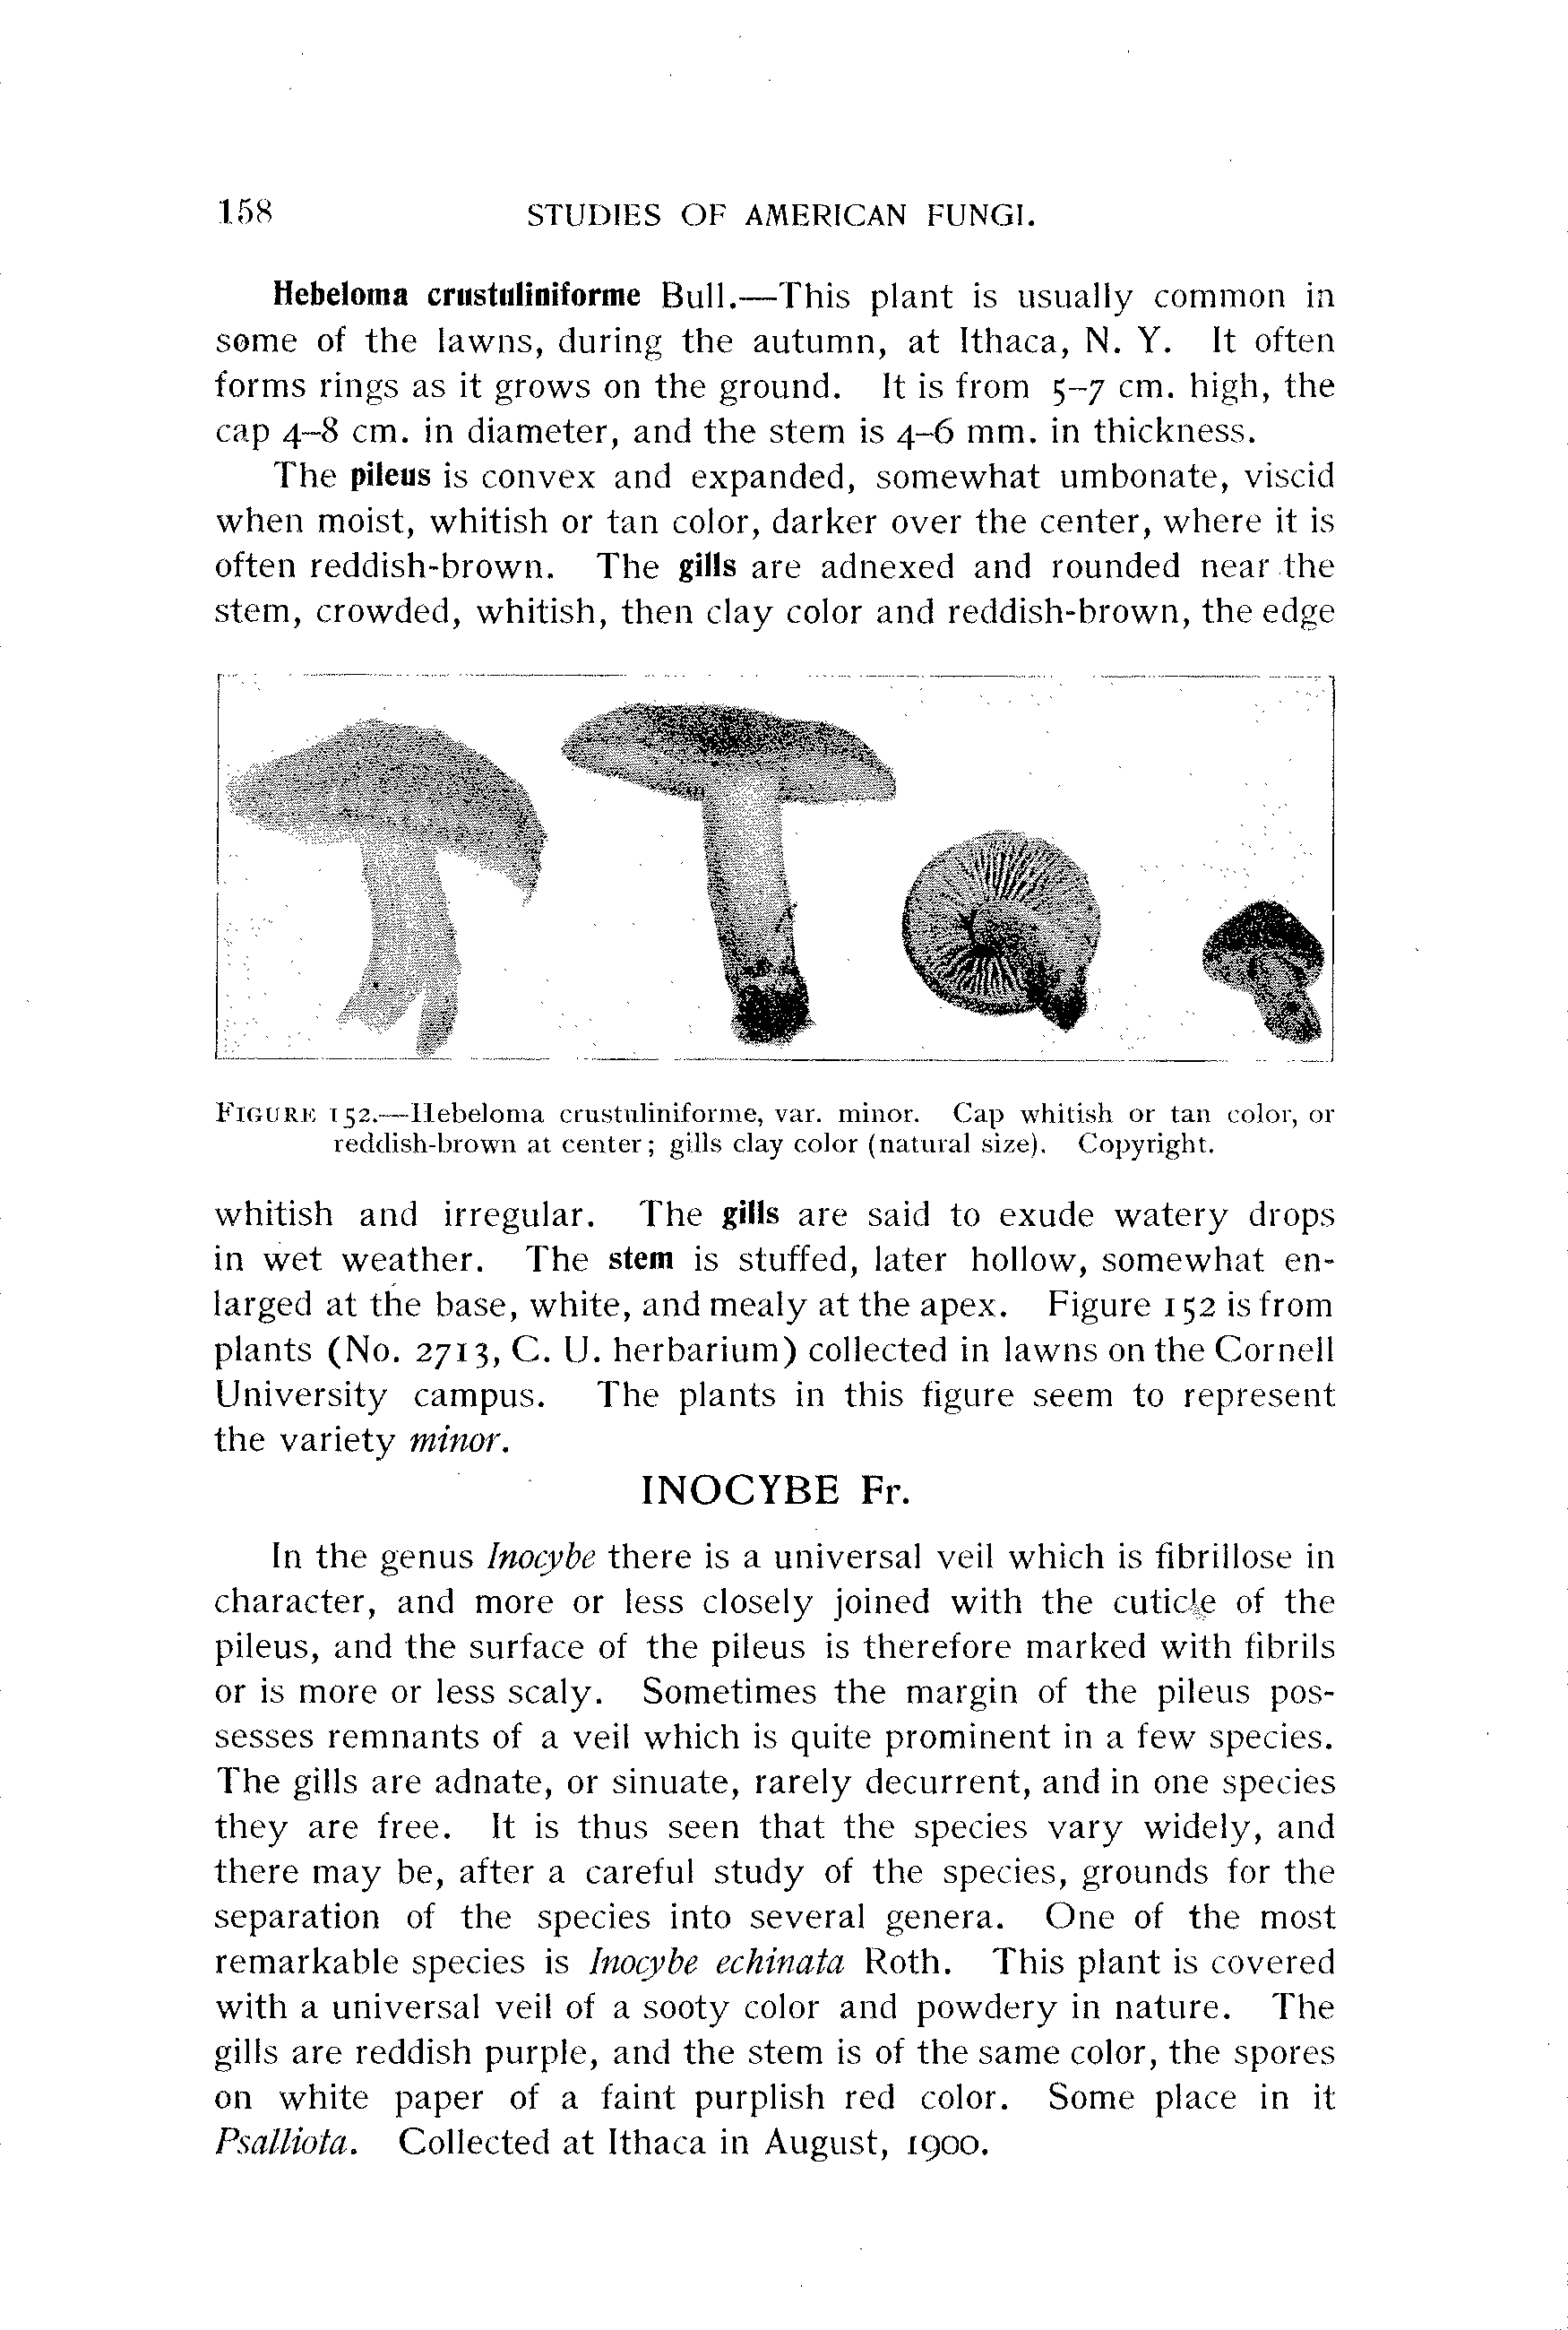 158 STUDIES OF AMERICAN FUNGI.
Hebeloma crustuliniforme Bull.—This plant is usually common in
some of the lawns, during the autumn, at Ithaca, N. Y. It often
forms rings as it grows on the ground. It is from 5–7 cm. high, the
cap 4–8 cm. in diameter, and the stem is 4–6 mm. in thickness.
The pileus is convex and expanded, somewhat umbonate, viscid
when moist, whitish or tan color, darker over the center, where it is
often reddish-brown. The gills are adnexed and rounded near the
stem, crowded, whitish, then clay color and reddish-brown, the edge
FIGURE 152.—Hebeloma crustuliniforme, var. minor. Cap whitish or tan color, or
reddish-brown at center; gills clay color (natural size). Copyright.
whitish and irregular. The gills are said to exude watery drops
in wet weather. The stem is stuffed, later hollow, somewhat en-
larged at the base, white, and mealy at the apex. Figure 152 is from
plants (No. 2713, C. U. herbarium) collected in lawns on the Cornell
University campus. The plants in this figure seem to represent
the variety minor.
INOCYBE Fr.
In the genus Inocybe there is a universal veil which is fibrillose in
character, and more or less closely joined with the cuticle of the
pileus, and the surface of the pileus is therefore marked with fibrils
or is more or less scaly. Sometimes the margin of the pileus pos-
sesses remnants of a veil which is quite prominent in a few species.
The gills are adnate, or sinuate, rarely decurrent, and in one species
they are free. It is thus seen that the species vary widely, and
there may be, after a careful study of the species, grounds for the
separation of the species into several genera. One of the most
remarkable species is Inocybe echinata Roth. This plant is covered
with a universal veil of a sooty color and powdery in nature. The
gills are reddish purple, and the stem is of the same color, the spores
on white paper of a faint purplish red color. Some place in it
Psalliota. Collected at Ithaca in August, 1900.